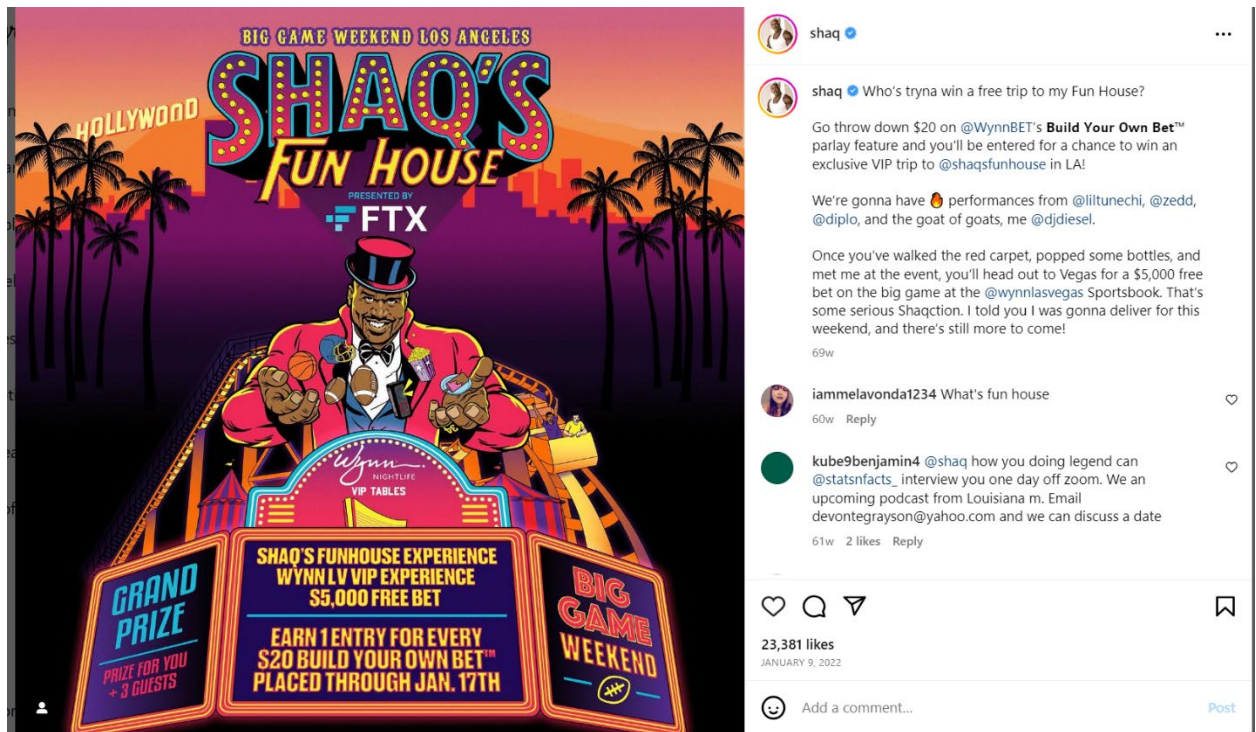 BIG GAME WEEKEND LOS ANGELES
SHAQ'S
FUN HOUSE
HOLLYWOOD
PRESENTED BY
FTX
Wynn
NIGHTLIFE
VIP TABLES
GRAND
PRIZE
PRIZE FOR YOU
+ 3 GUESTS
SHAQ'S FUNHOUSE EXPERIENCE
WYNN LV VIP EXPERIENCE
$5,000 FREE BET
EARN 1 ENTRY FOR EVERY
$20 BUILD YOUR OWN BET™
PLACED THROUGH JAN. 17TH
BIG
GAME
WEEKEND
shaq
shaq Who's tryna win a free trip to my Fun House?
Go throw down $20 on @WynnBET's Build Your Own Bet™
parlay feature and you'll be entered for a chance to win an
exclusive VIP trip to @shaqsfunhouse in LA!
We're gonna have 🔥 performances from @liltunechi, @zedd,
@diplo, and the goat of goats, me @djdiesel.
Once you've walked the red carpet, popped some bottles, and
met me at the event, you'll head out to Vegas for a $5,000 free
bet on the big game at the @wynnlasvegas Sportsbook. That's
some serious Shaqction. I told you I was gonna deliver for this
weekend, and there's still more to come!
69w
iammelavonda1234 What's fun house
60w Reply
kube9benjamin4 @shaq how you doing legend can
@statsnfacts_ interview you one day off zoom. We an
upcoming podcast from Louisiana m. Email
devontegrayson@yahoo.com and we can discuss a date
61w 2 likes Reply
23,381 likes
JANUARY 9, 2022
Add a comment...
Post